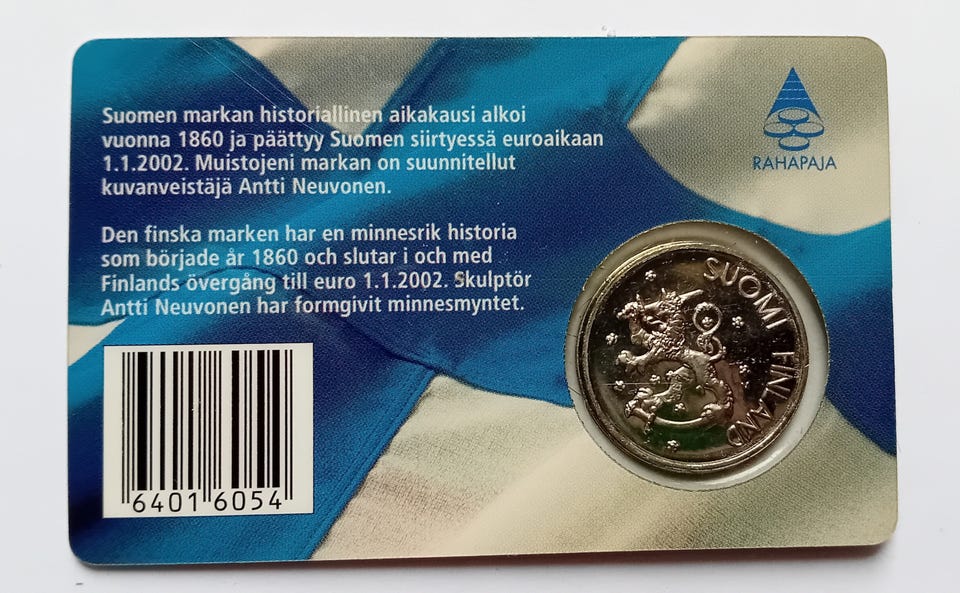 Suomen markan historiallinen aikakausi alkoi
vuonna 1860 ja päättyy Suomen siirtyessä euroaikaan
1.1.2002. Muistojeni markan on suunnitellut
kuvanveistäjä Antti Neuvonen.
Den finska marken har en minnesrik historia
som började år 1860 och slutar i och med
Finlands övergång till euro 1.1.2002. Skulptör
Antti Neuvonen har formgivit minnesmyntet.
RAHAPAJA
SUOMI FINLAND
6401 6054